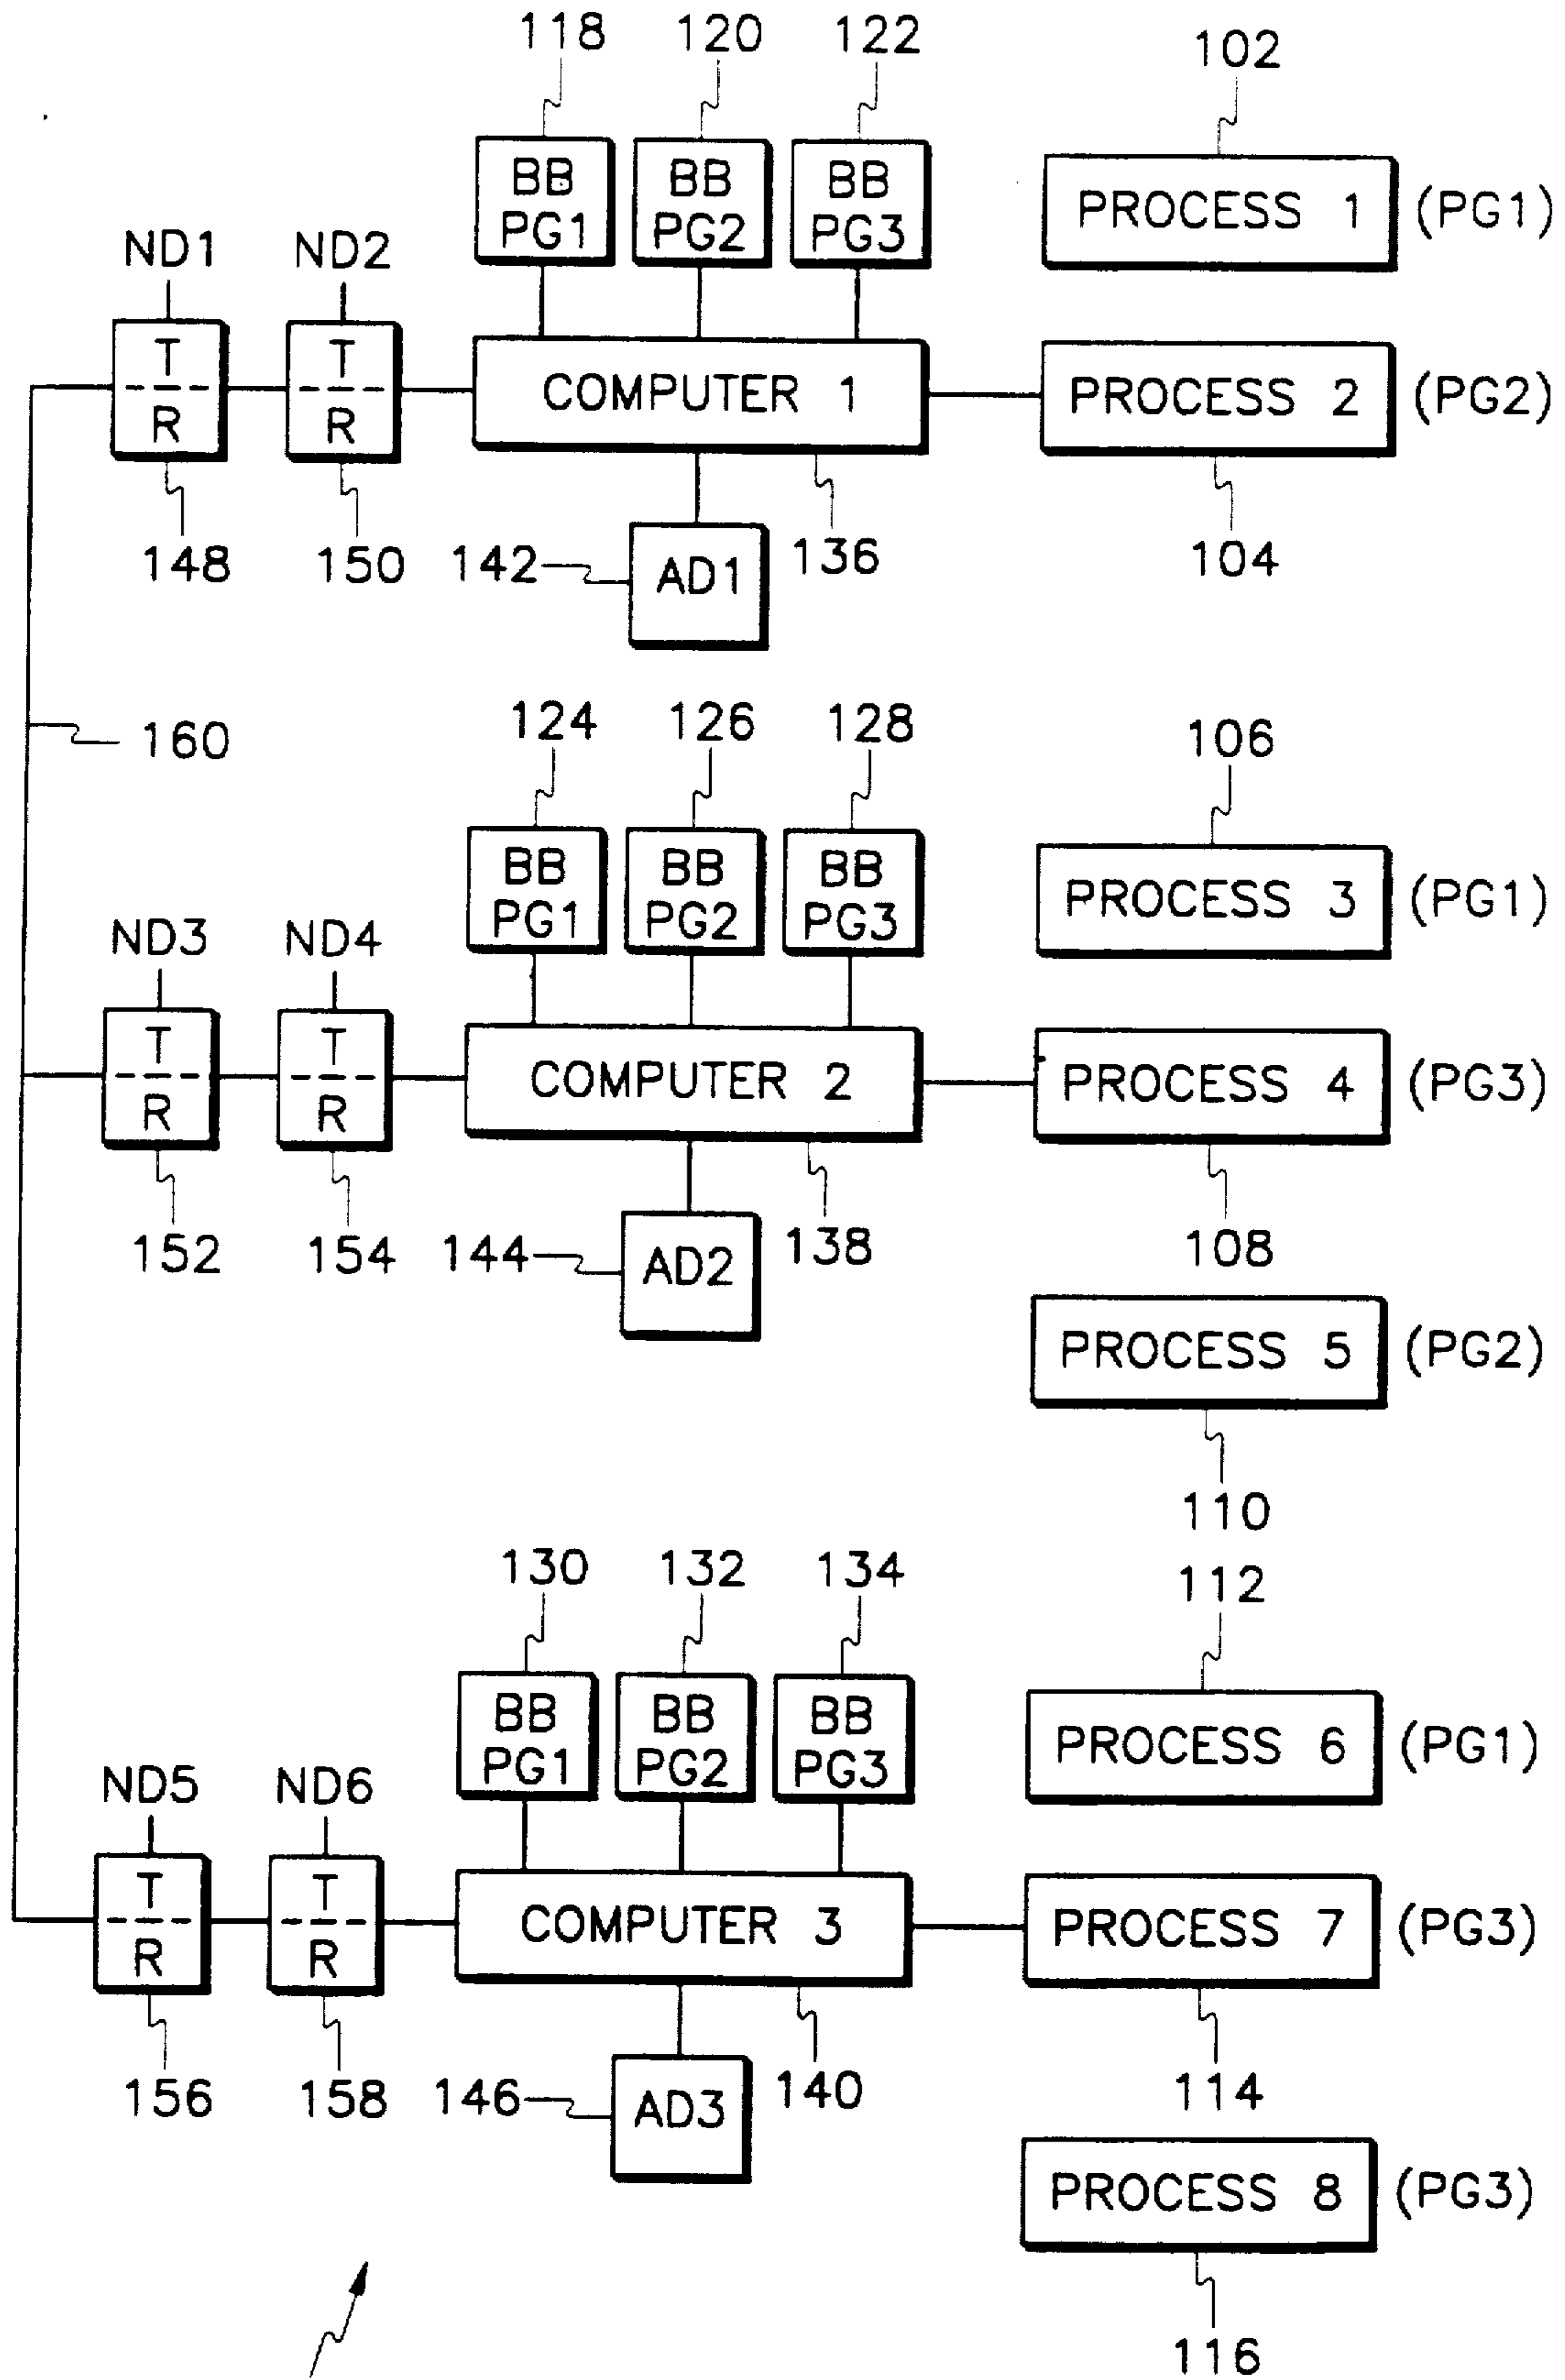 118 120 122 102
BB BB BB
PG1 PG2 PG3
PROCESS 1 (PG1)
ND1 ND2
T T
R R
COMPUTER 1
PROCESS 2 (PG2)
148 150 142 AD1 136 104
160
124 126 128 106
BB BB BB
PG1 PG2 PG3
PROCESS 3 (PG1)
ND3 ND4
T T
R R
COMPUTER 2
PROCESS 4 (PG3)
152 154 144 AD2 138 108
PROCESS 5 (PG2)
110
130 132 134 112
BB BB BB
PG1 PG2 PG3
PROCESS 6 (PG1)
ND5 ND6
T T
R R
COMPUTER 3
PROCESS 7 (PG3)
156 158 146 AD3 140 114
PROCESS 8 (PG3)
116